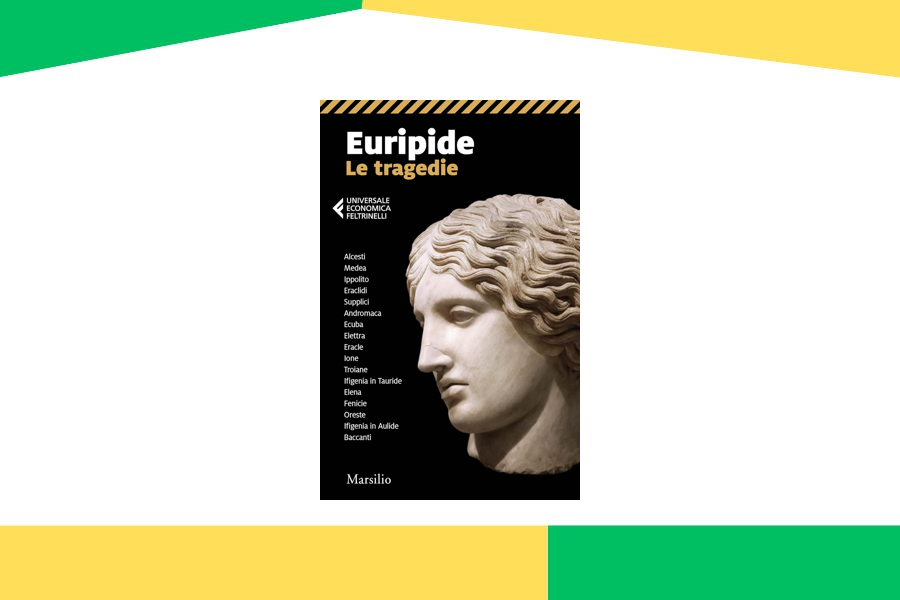 Euripide
Le tragedie
UNIVERSALE
ECONOMICA
FELTRINELLI
Alcesti
Medea
Ippolito
Eraclidi
Supplici
Andromaca
Ecuba
Elettra
Eracle
Ione
Troiane
Ifigenia in Tauride
Elena
Fenicie
Oreste
Ifigenia in Aulide
Baccanti
Marsilio